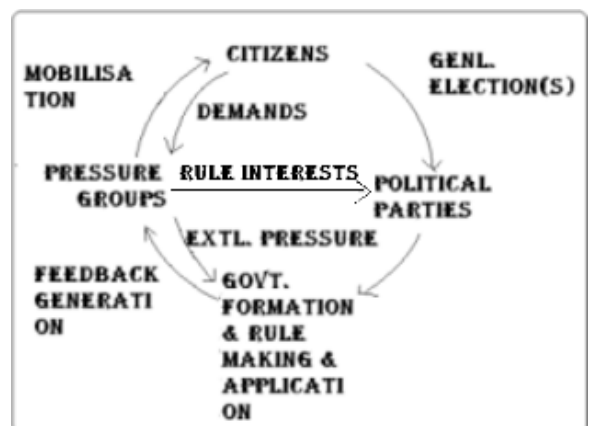 CITIZENS
MOBILISA
TION
GENL.
ELECTION(S)
DEMANDS
PRESSURE
GROUPS
RULE INTERESTS
POLITICAL
PARTIES
EXTL. PRESSURE
FEEDBACK
GENERATI
ON
GOVT.
FORMATION
& RULE
MAKING &
APPLICATI
ON